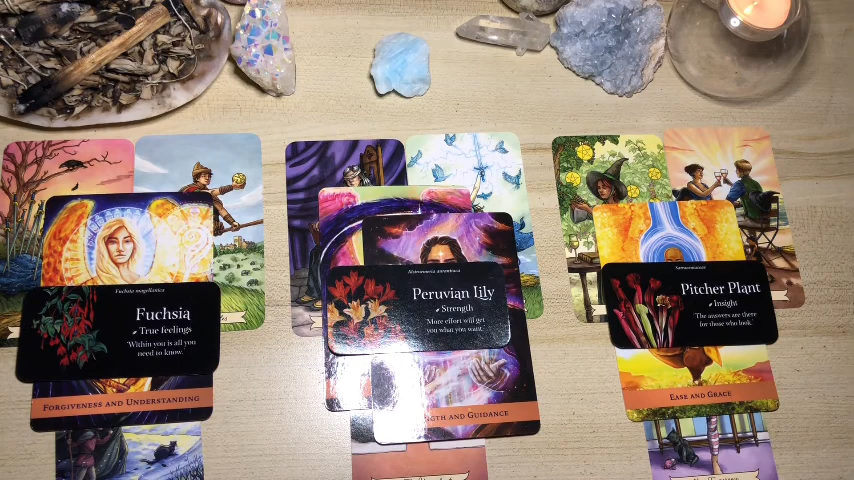 Fuchsia magellanica
Fuchsia
True feelings
'Within you is all you
need to know.'
FORGIVENESS AND UNDERSTANDING
Alstroemeria aurantiaca
Peruvian Lily
Strength
'More effort will get
you what you want.'
GTH AND GUIDANCE
Sarraceniaceae
Pitcher Plant
Insight
'The answers are there
for those who look.'
EASE AND GRACE